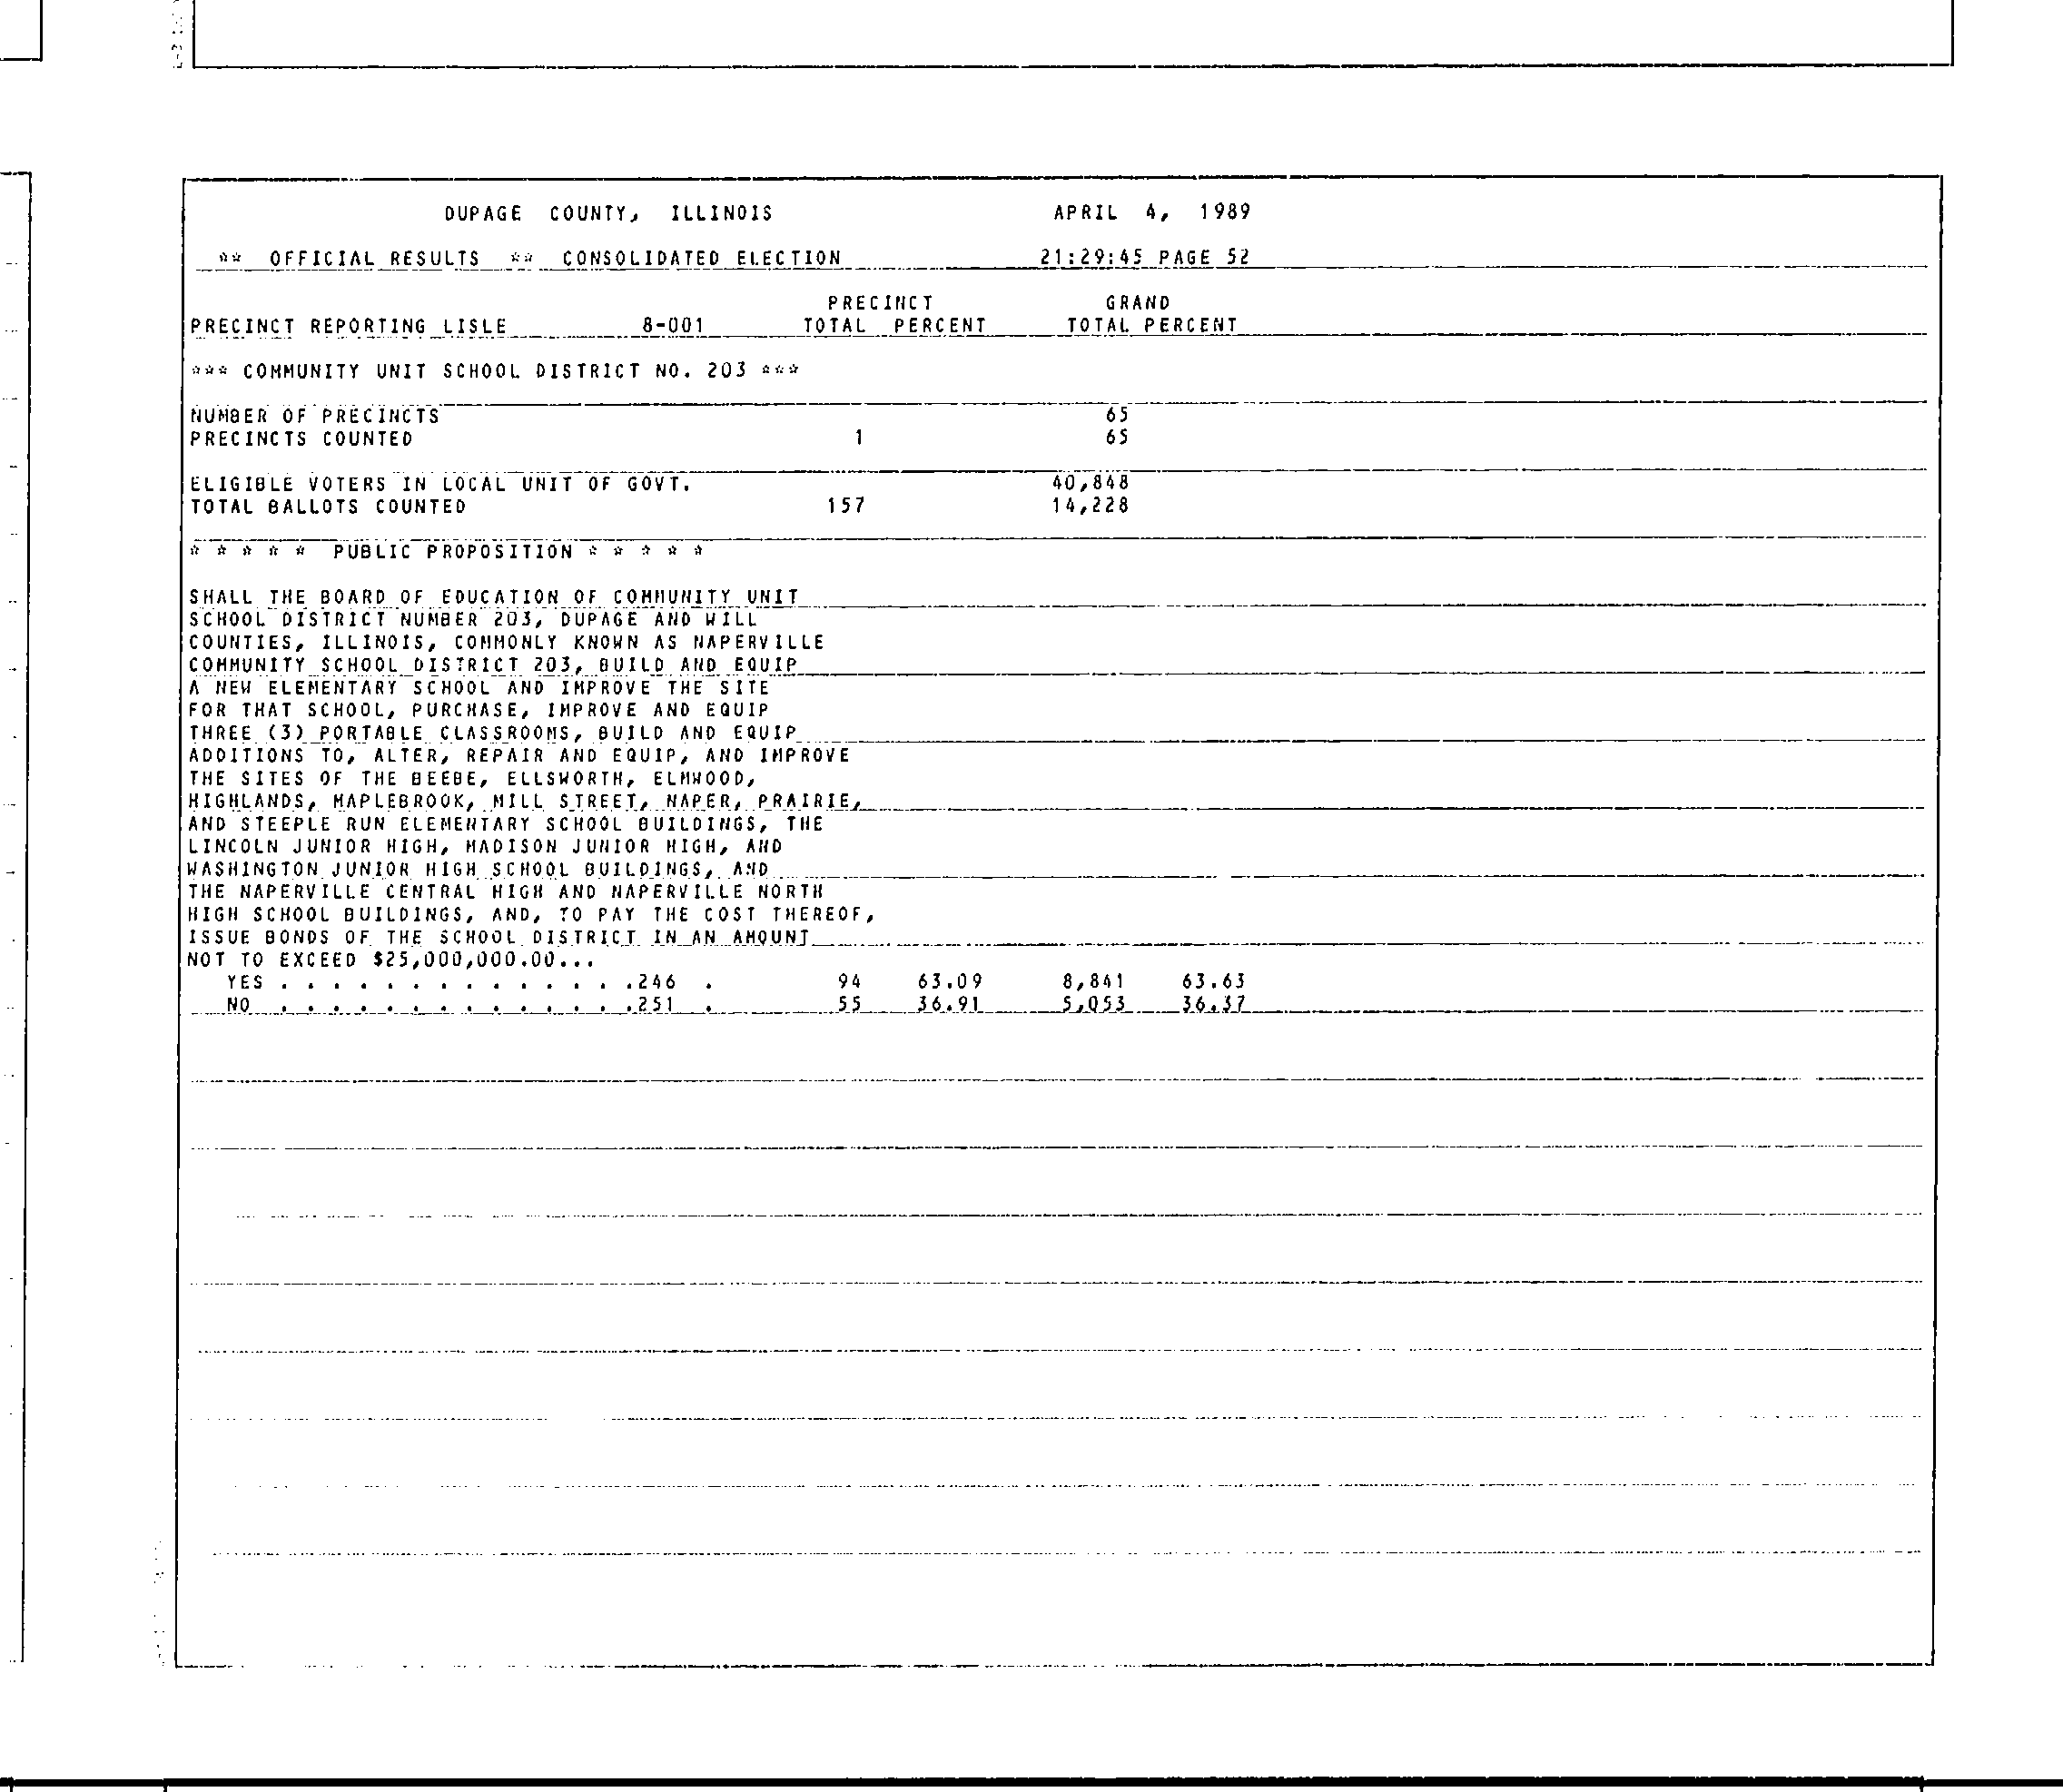 DUPAGE COUNTY, ILLINOIS APRIL 4, 1989
** OFFICIAL RESULTS ** CONSOLIDATED ELECTION 21:29:45 PAGE 52
PRECINCT GRAND
PRECINCT REPORTING LISLE 8-001 TOTAL PERCENT TOTAL PERCENT
*** COMMUNITY UNIT SCHOOL DISTRICT NO. 203 ***
NUMBER OF PRECINCTS 65
PRECINCTS COUNTED 1 65
ELIGIBLE VOTERS IN LOCAL UNIT OF GOVT. 40,848
TOTAL BALLOTS COUNTED 157 14,228
* * * * * PUBLIC PROPOSITION * * * * *
SHALL THE BOARD OF EDUCATION OF COMMUNITY UNIT
SCHOOL DISTRICT NUMBER 203, DUPAGE AND WILL
COUNTIES, ILLINOIS, COMMONLY KNOWN AS NAPERVILLE
COMMUNITY SCHOOL DISTRICT 203, BUILD AND EQUIP
A NEW ELEMENTARY SCHOOL AND IMPROVE THE SITE
FOR THAT SCHOOL, PURCHASE, IMPROVE AND EQUIP
THREE (3) PORTABLE CLASSROOMS, BUILD AND EQUIP
ADDITIONS TO, ALTER, REPAIR AND EQUIP, AND IMPROVE
THE SITES OF THE BEEBE, ELLSWORTH, ELMWOOD,
HIGHLANDS, MAPLEBROOK, MILL STREET, NAPER, PRAIRIE,
AND STEEPLE RUN ELEMENTARY SCHOOL BUILDINGS, THE
LINCOLN JUNIOR HIGH, MADISON JUNIOR HIGH, AND
WASHINGTON JUNIOR HIGH SCHOOL BUILDINGS, AND
THE NAPERVILLE CENTRAL HIGH AND NAPERVILLE NORTH
HIGH SCHOOL BUILDINGS, AND, TO PAY THE COST THEREOF,
ISSUE BONDS OF THE SCHOOL DISTRICT IN AN AMOUNT
NOT TO EXCEED $25,000,000.00...
YES . . . . . . . . . . . . . .246 . 94 63.09 8,841 63.63
NO . . . . . . . . . . . . . .251 . 55 36.91 5,053 36.37